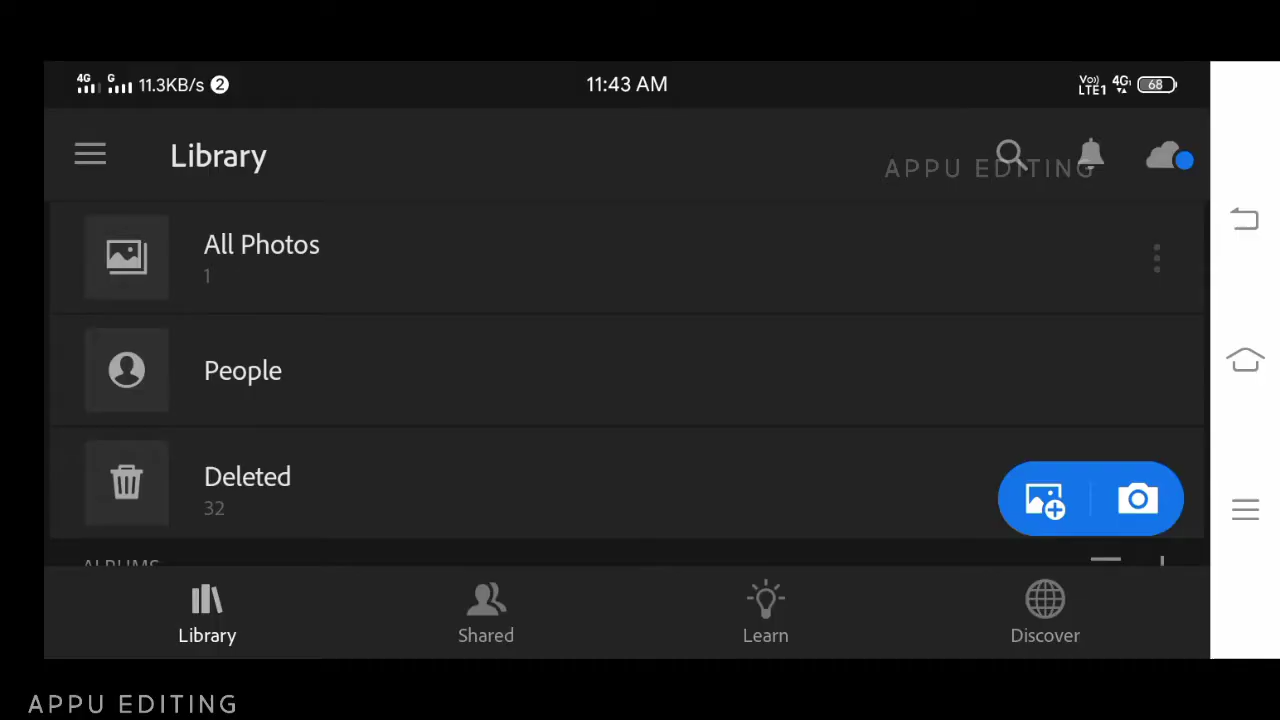 4G G 11.3KB/s 2 11:43 AM Vo)) LTE1 4G 68
Library
APPU EDITING
All Photos
1
People
Deleted
32
ALBUMS
Library Shared Learn Discover
APPU EDITING